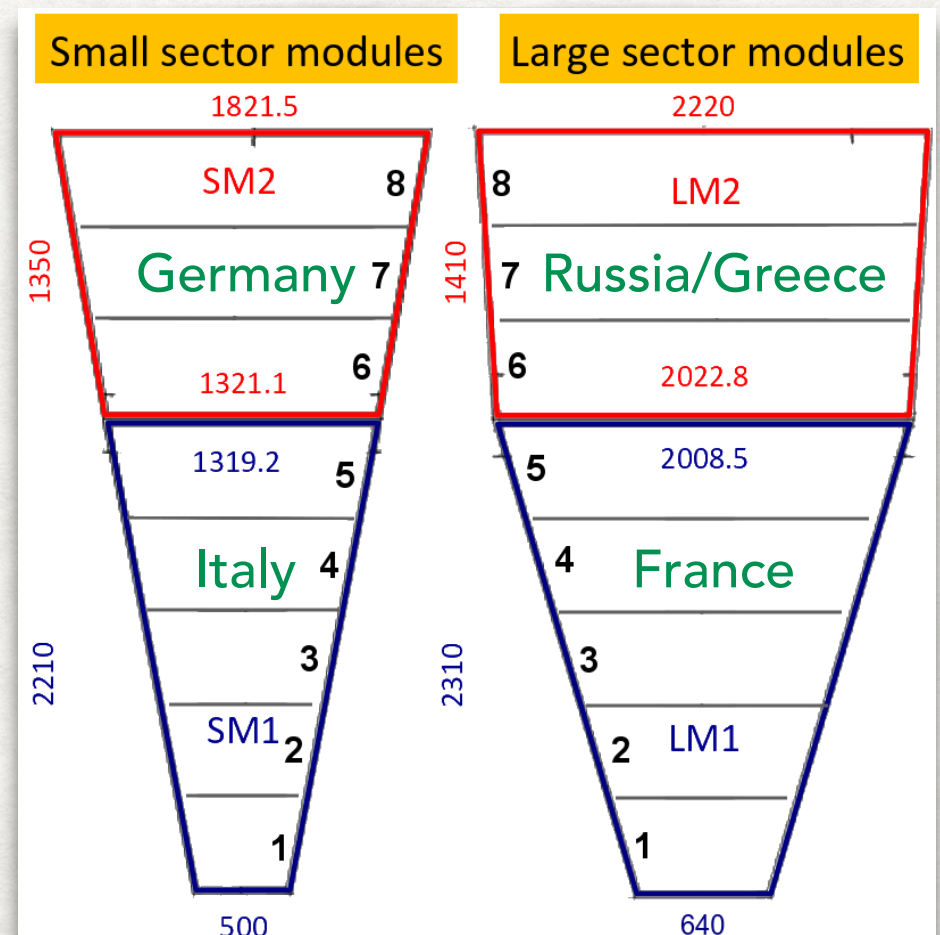 Small sector modules
1821.5
SM2
8
1350
Germany
7
6
1321.1
1319.2
5
Italy
4
3
2210
SM1
2
1
500
Large sector modules
2220
8
LM2
1410
7
Russia/Greece
6
2022.8
2008.5
5
4
France
3
2310
2
LM1
1
640